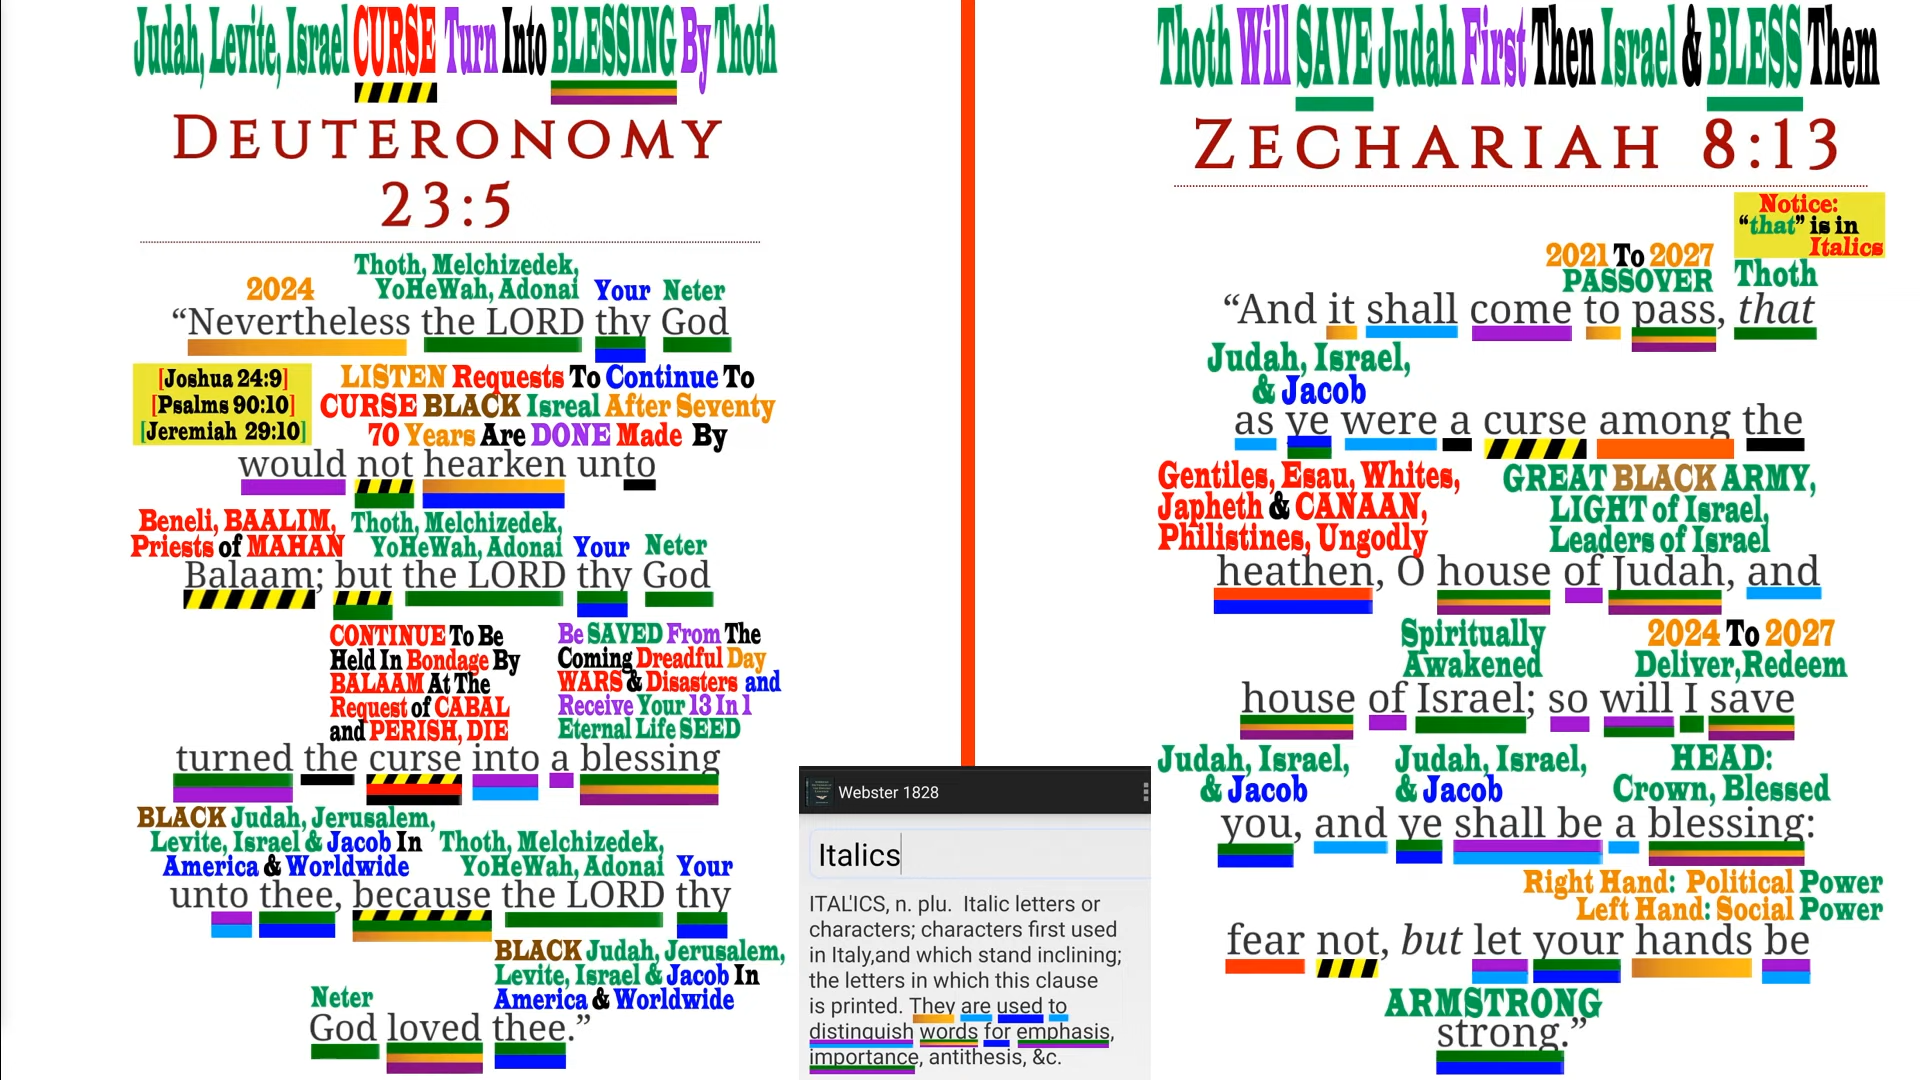 Judah, Levite, Israel CURSE Turn Into BLESSING By Thoth
DEUTERONOMY
23:5
2024
Thoth, Melchizedek,
YoHeWah, Adonai
Your
Neter
“Nevertheless the LORD thy God
[Joshua 24:9]
[Psalms 90:10]
[Jeremiah 29:10]
LISTEN Requests To Continue To
CURSE BLACK Isreal After Seventy
70 Years Are DONE Made By
would not hearken unto
Beneli, BAALIM,
Priests of MAHAN
Thoth, Melchizedek,
YoHeWah, Adonai
Your
Neter
Balaam; but the LORD thy God
CONTINUE To Be
Held In Bondage By
BALAAM At The
Request of CABAL
and PERISH, DIE
Be SAVED From The
Coming Dreadful Day
WARS & Disasters and
Receive Your 13 In 1
Eternal Life SEED
turned the curse into a blessing
BLACK Judah, Jerusalem,
Levite, Israel & Jacob In
America & Worldwide
Thoth, Melchizedek,
YoHeWah, Adonai
Your
unto thee, because the LORD thy
Neter
BLACK Judah, Jerusalem,
Levite, Israel & Jacob In
America & Worldwide
God loved thee.”
Webster 1828
Italics
ITAL'ICS, n. plu. Italic letters or
characters; characters first used
in Italy,and which stand inclining;
the letters in which this clause
is printed. They are used to
distinguish words for emphasis,
importance, antithesis, &c.
Thoth Will SAVE Judah First Then Israel & BLESS Them
ZECHARIAH 8:13
Notice:
“that” is in
Italics
2021 To 2027
PASSOVER
Thoth
“And it shall come to pass, that
Judah, Israel,
& Jacob
as ye were a curse among the
Gentiles, Esau, Whites,
Japheth & CANAAN,
Philistines, Ungodly
GREAT BLACK ARMY,
LIGHT of Israel,
Leaders of Israel
heathen, O house of Judah, and
Spiritually
Awakened
2024 To 2027
Deliver,Redeem
house of Israel; so will I save
Judah, Israel,
& Jacob
Judah, Israel,
& Jacob
HEAD:
Crown, Blessed
you, and ye shall be a blessing:
Right Hand: Political Power
Left Hand: Social Power
fear not, but let your hands be
ARMSTRONG
strong.”